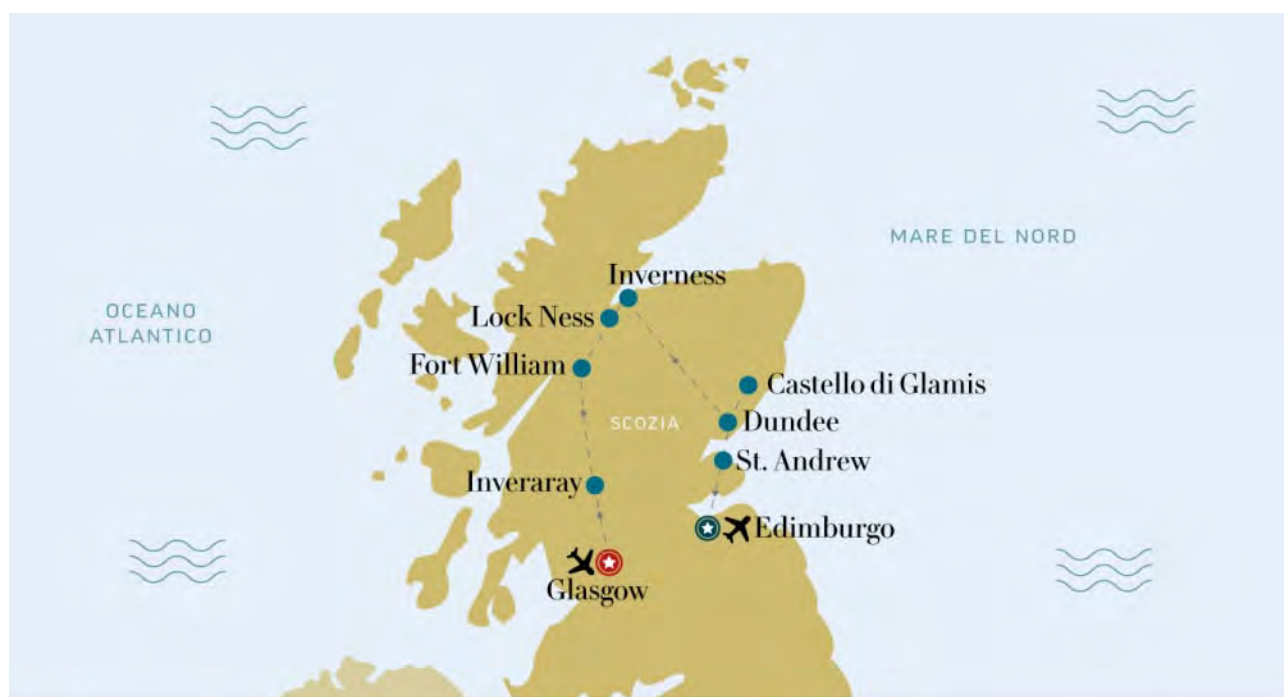 MARE DEL NORD
Inverness
OCEANO
ATLANTICO
Lock Ness
Fort William
Castello di Glamis
SCOZIA
Dundee
St. Andrew
Inveraray
Edimburgo
Glasgow